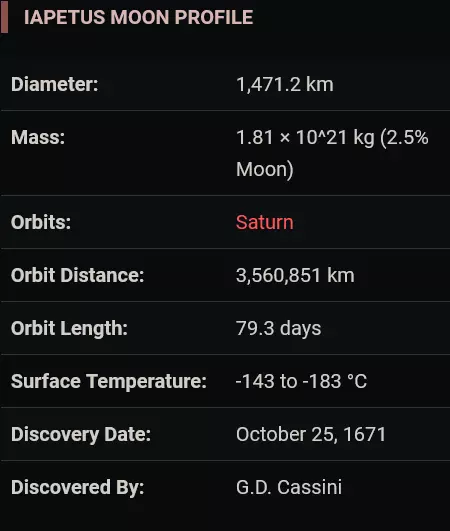 IAPETUS MOON PROFILE
Diameter: 1,471.2 km
Mass: 1.81 × 10^21 kg (2.5%
Moon)
Orbits: Saturn
Orbit Distance: 3,560,851 km
Orbit Length: 79.3 days
Surface Temperature: -143 to -183 °C
Discovery Date: October 25, 1671
Discovered By: G.D. Cassini